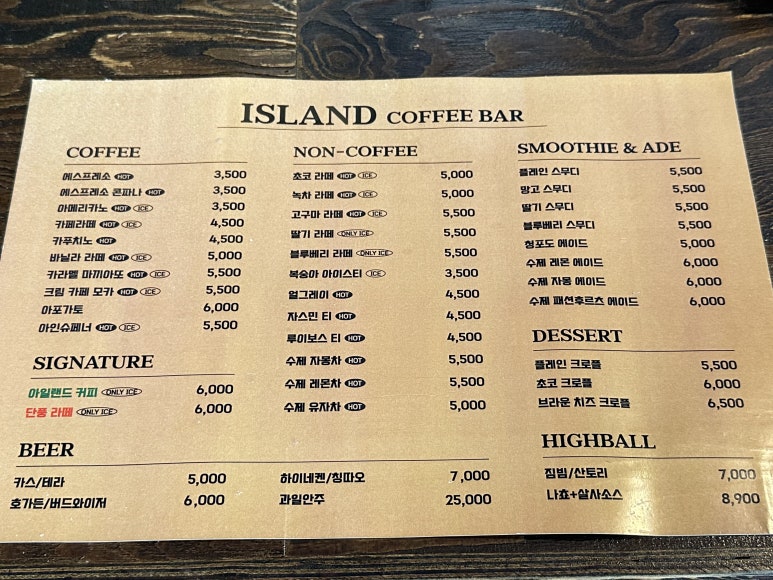 ISLAND COFFEE BAR
COFFEE
에스프레소 HOT 3,500
에스프레소 콘파나 HOT 3,500
아메리카노 HOT ICE 3,500
카페라떼 HOT ICE 4,500
카푸치노 HOT 4,500
바닐라 라떼 HOT ICE 5,000
카라멜 마끼아또 HOT ICE 5,500
크림 카페 모카 HOT ICE 5,500
아포가토 6,000
아인슈페너 HOT ICE 5,500
SIGNATURE
아일랜드 커피 ONLY ICE 6,000
단풍 라떼 ONLY ICE 6,000
NON-COFFEE
초코 라떼 HOT ICE 5,000
녹차 라떼 HOT ICE 5,000
고구마 라떼 HOT ICE 5,500
딸기 라떼 ONLY ICE 5,500
블루베리 라떼 ONLY ICE 5,500
복숭아 아이스티 ICE 3,500
얼그레이 HOT 4,500
자스민 티 HOT 4,500
루이보스 티 HOT 4,500
수제 자몽차 HOT 5,500
수제 레몬차 HOT 5,500
수제 유자차 HOT 5,000
SMOOTHIE & ADE
플레인 스무디 5,500
망고 스무디 5,500
딸기 스무디 5,500
블루베리 스무디 5,500
청포도 에이드 5,000
수제 레몬 에이드 6,000
수제 자몽 에이드 6,000
수제 패션후르츠 에이드 6,000
DESSERT
플레인 크로플 5,500
초코 크로플 6,000
브라운 치즈 크로플 6,500
BEER
카스/테라 5,000
호가든/버드와이저 6,000
하이네켄/칭따오 7,000
과일안주 25,000
HIGHBALL
짐빔/산토리 7,000
나쵸+살사소스 8,900